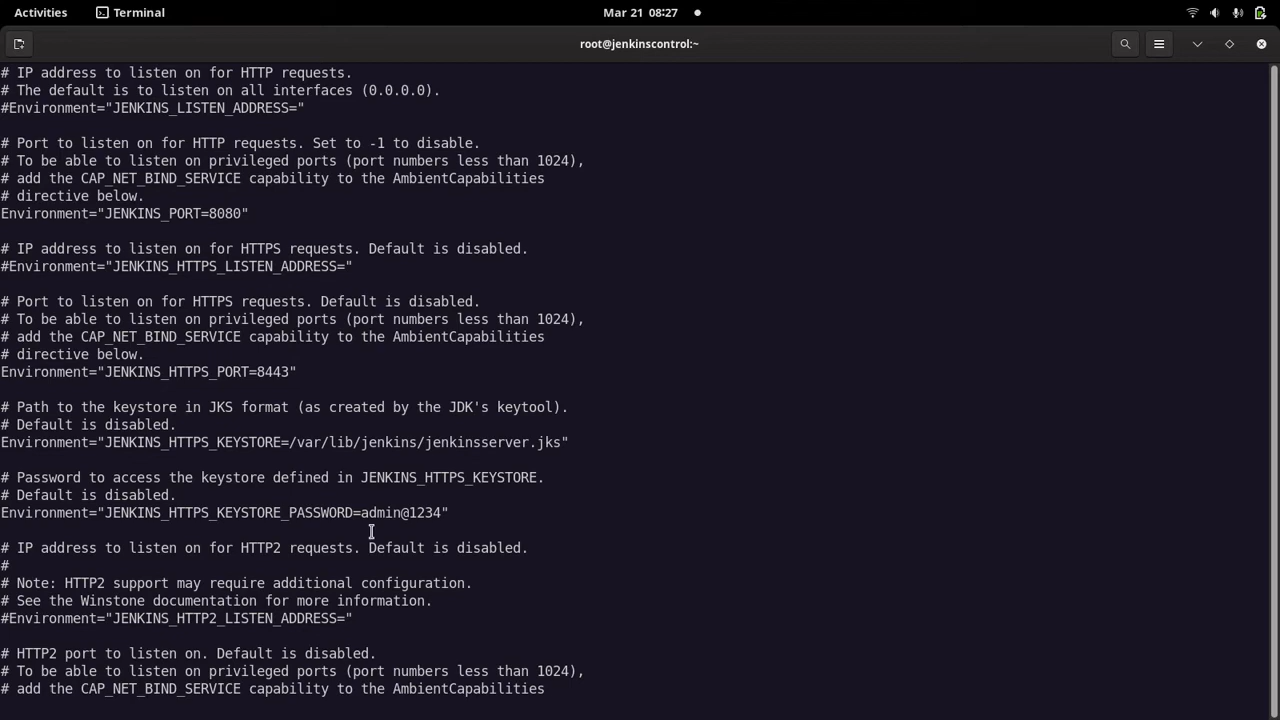 Activities
Terminal
Mar 21 08:27
root@jenkinscontrol:~
# IP address to listen on for HTTP requests.
# The default is to listen on all interfaces (0.0.0.0).
#Environment="JENKINS_LISTEN_ADDRESS="
# Port to listen on for HTTP requests. Set to -1 to disable.
# To be able to listen on privileged ports (port numbers less than 1024),
# add the CAP_NET_BIND_SERVICE capability to the AmbientCapabilities
# directive below.
Environment="JENKINS_PORT=8080"
# IP address to listen on for HTTPS requests. Default is disabled.
#Environment="JENKINS_HTTPS_LISTEN_ADDRESS="
# Port to listen on for HTTPS requests. Default is disabled.
# To be able to listen on privileged ports (port numbers less than 1024),
# add the CAP_NET_BIND_SERVICE capability to the AmbientCapabilities
# directive below.
Environment="JENKINS_HTTPS_PORT=8443"
# Path to the keystore in JKS format (as created by the JDK's keytool).
# Default is disabled.
Environment="JENKINS_HTTPS_KEYSTORE=/var/lib/jenkins/jenkinsserver.jks"
# Password to access the keystore defined in JENKINS_HTTPS_KEYSTORE.
# Default is disabled.
Environment="JENKINS_HTTPS_KEYSTORE_PASSWORD=admin@1234"
# IP address to listen on for HTTP2 requests. Default is disabled.
#
# Note: HTTP2 support may require additional configuration.
# See the Winstone documentation for more information.
#Environment="JENKINS_HTTP2_LISTEN_ADDRESS="
# HTTP2 port to listen on. Default is disabled.
# To be able to listen on privileged ports (port numbers less than 1024),
# add the CAP_NET_BIND_SERVICE capability to the AmbientCapabilities